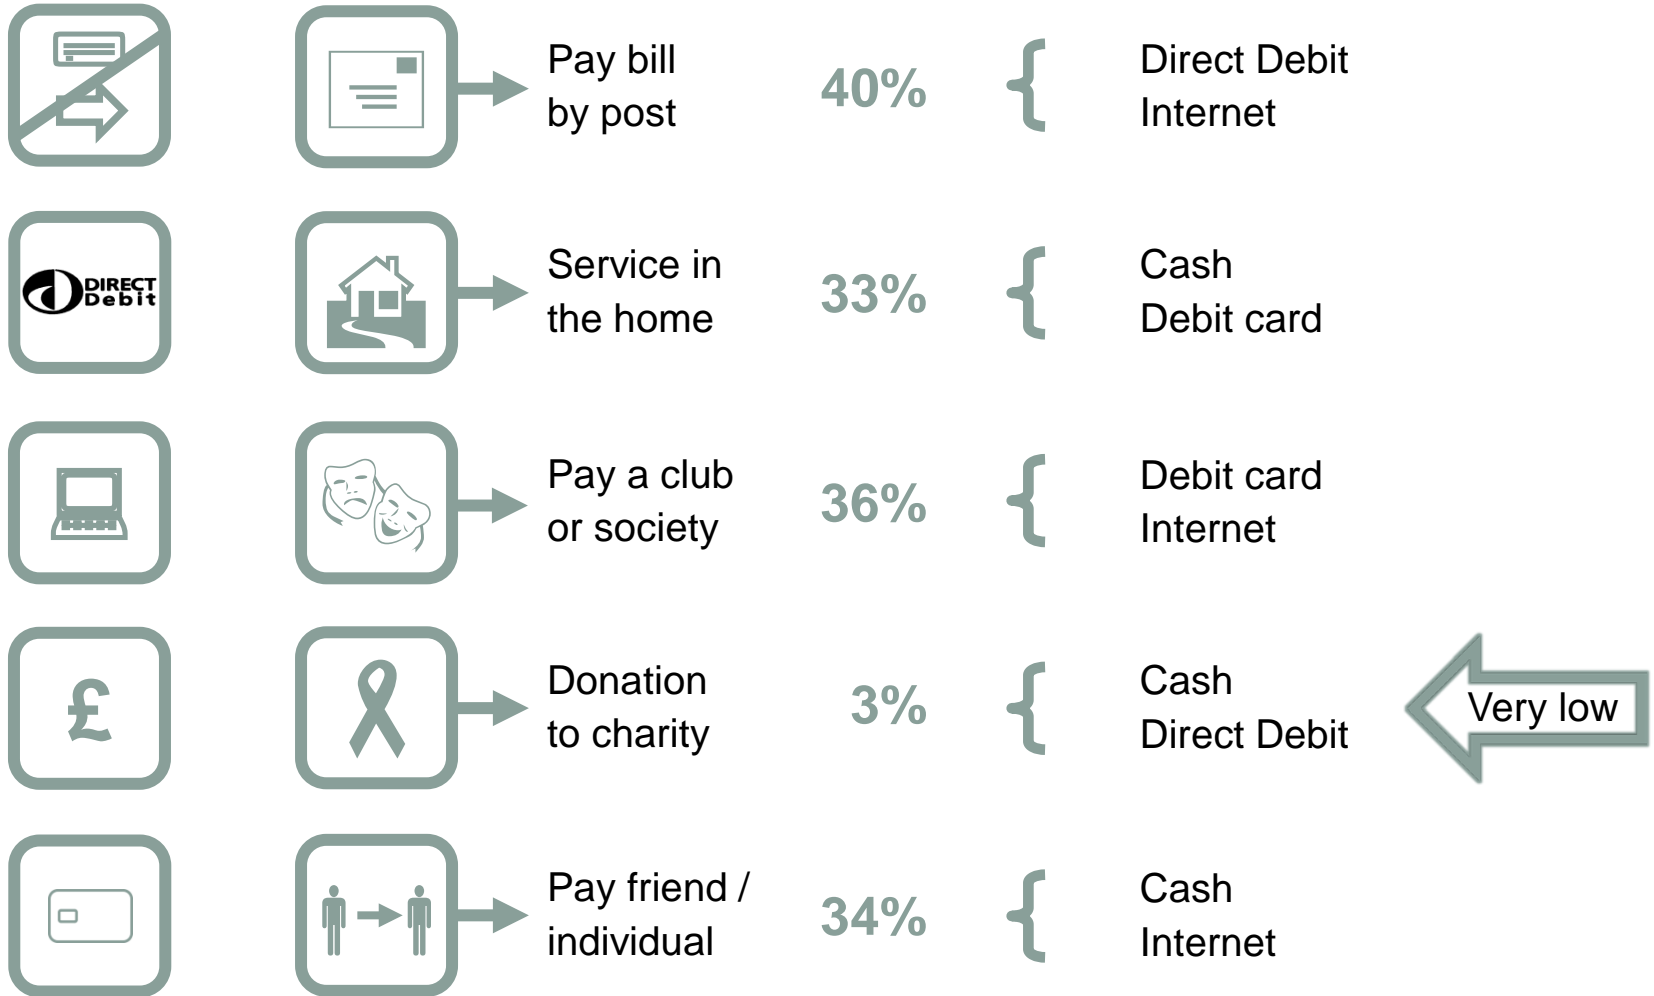 Pay bill
by post
40%
Direct Debit
Internet
DIRECT
Debit
Service in
the home
33%
Cash
Debit card
Pay a club
or society
36%
Debit card
Internet
£
Donation
to charity
3%
Cash
Direct Debit
Very low
Pay friend /
individual
34%
Cash
Internet